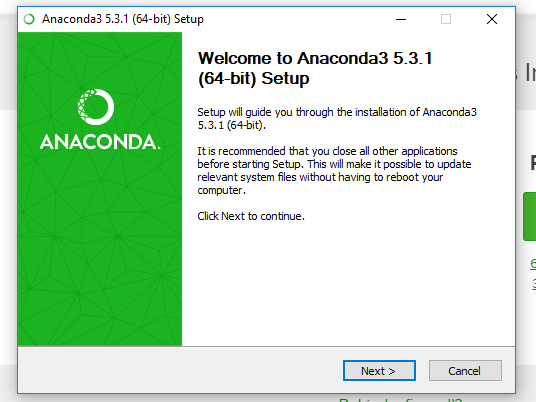 Anaconda3 5.3.1 (64-bit) Setup
ANACONDA.
Welcome to Anaconda3 5.3.1
(64-bit) Setup
Setup will guide you through the installation of Anaconda3
5.3.1 (64-bit).
It is recommended that you close all other applications
before starting Setup. This will make it possible to update
relevant system files without having to reboot your
computer.
Click Next to continue.
Next >
Cancel